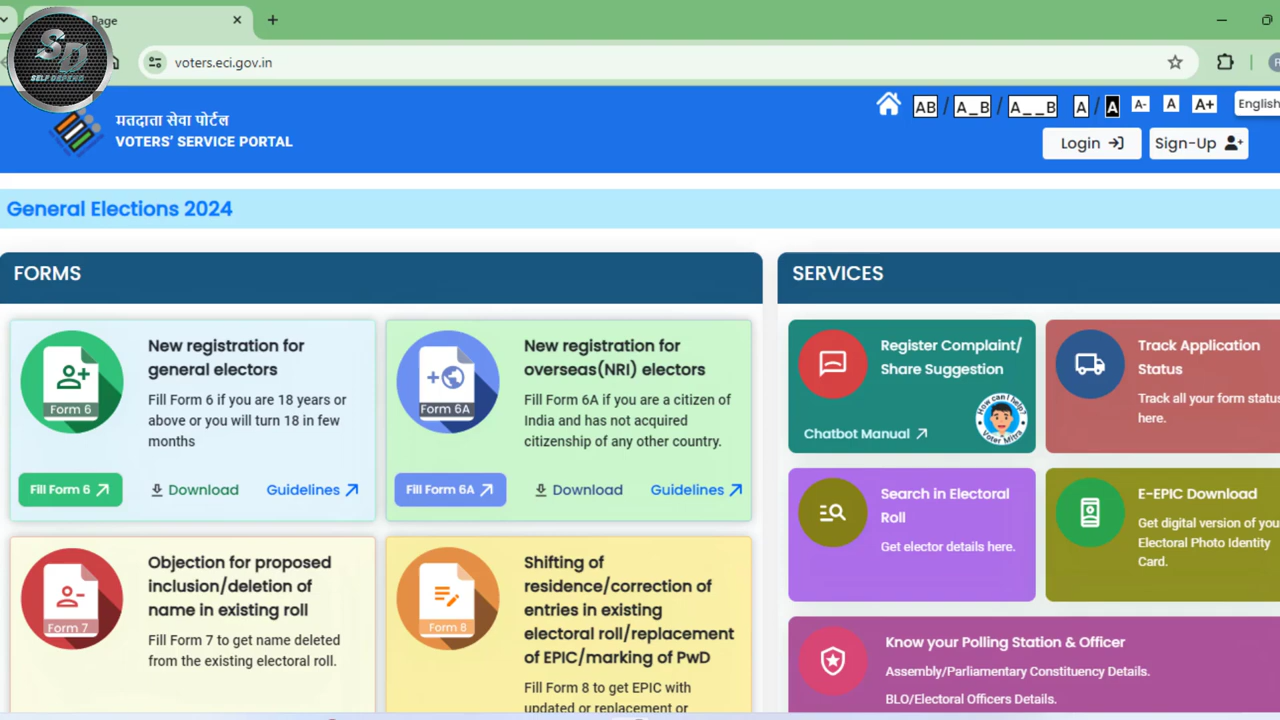 Page
voters.eci.gov.in
SD
SELF DEPEND
मतदाता सेवा पोर्टल
VOTERS' SERVICE PORTAL
AB / A_B / A__B A / A A- A A+ English
Login Sign-Up
General Elections 2024
FORMS
New registration for
general electors
Fill Form 6 if you are 18 years or
above or you will turn 18 in few
months
Form 6
Fill Form 6 Download Guidelines
New registration for
overseas(NRI) electors
Fill Form 6A if you are a citizen of
India and has not acquired
citizenship of any other country.
Form 6A
Fill Form 6A Download Guidelines
Objection for proposed
inclusion/deletion of
name in existing roll
Fill Form 7 to get name deleted
from the existing electoral roll.
Form 7
Shifting of
residence/correction of
entries in existing
electoral roll/replacement
of EPIC/marking of PwD
Fill Form 8 to get EPIC with
updated or replacement or
Form 8
SERVICES
Register Complaint/
Share Suggestion
Chatbot Manual
How can I help?
Voter Mitra
Track Application
Status
Track all your form status
here.
Search in Electoral
Roll
Get elector details here.
E-EPIC Download
Get digital version of you
Electoral Photo Identity
Card.
Know your Polling Station & Officer
Assembly/Parliamentary Constituency Details.
BLO/Electoral Officers Details.